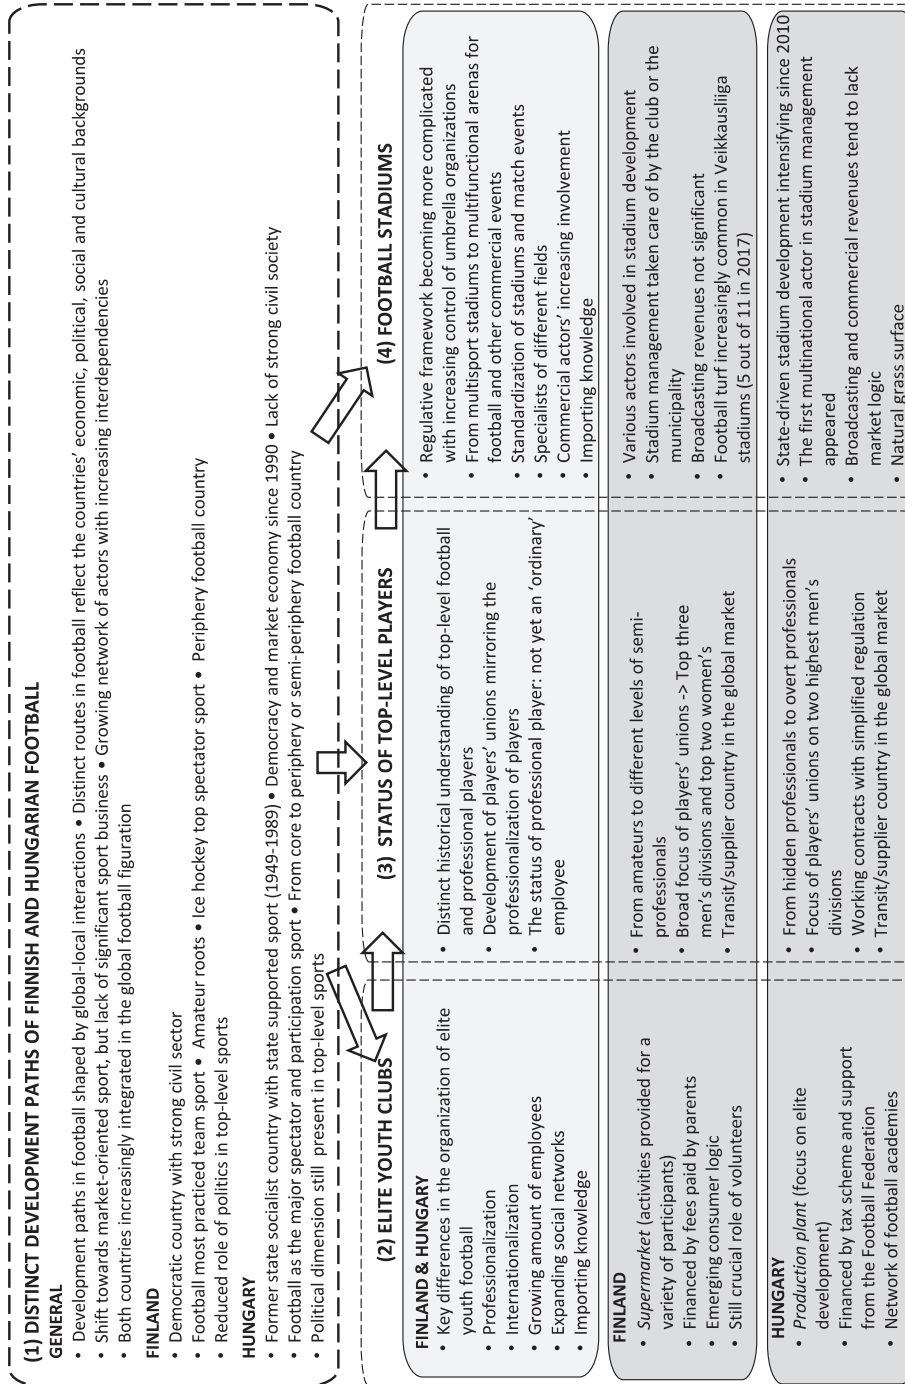 (1) DISTINCT DEVELOPMENT PATHS OF FINNISH AND HUNGARIAN FOOTBALL
GENERAL
• Development paths in football shaped by global-local interactions • Distinct routes in football reflect the countries’ economic, political, social and cultural backgrounds
• Shift towards market-oriented sport, but lack of significant sport business • Growing network of actors with increasing interdependencies
• Both countries increasingly integrated in the global football figuration
FINLAND
• Democratic country with strong civil sector
• Football most practiced team sport • Amateur roots • Ice hockey top spectator sport • Periphery football country
• Reduced role of politics in top-level sports
HUNGARY
• Former state socialist country with state supported sport (1949-1989) • Democracy and market economy since 1990 • Lack of strong civil society
• Football as the major spectator and participation sport • From core to periphery or semi-periphery football country
• Political dimension still present in top-level sports
(2) ELITE YOUTH CLUBS
FINLAND & HUNGARY
• Key differences in the organization of elite
youth football
• Professionalization
• Internationalization
• Growing amount of employees
• Expanding social networks
• Importing knowledge
FINLAND
• Supermarket (activities provided for a
variety of participants)
• Financed by fees paid by parents
• Emerging consumer logic
• Still crucial role of volunteers
HUNGARY
• Production plant (focus on elite
development)
• Financed by tax scheme and support
from the Football Federation
• Network of football academies
(3) STATUS OF TOP-LEVEL PLAYERS
• Distinct historical understanding of top-level football
and professional players
• Development of players’ unions mirroring the
professionalization of players
• The status of professional player: not yet an ‘ordinary’
employee
• From amateurs to different levels of semi-
professionals
• Broad focus of players’ unions -> Top three
men’s divisions and top two women’s
• Transit/supplier country in the global market
• From hidden professionals to overt professionals
• Focus of players’ unions on two highest men’s
divisions
• Working contracts with simplified regulation
• Transit/supplier country in the global market
(4) FOOTBALL STADIUMS
• Regulative framework becoming more complicated
with increasing control of umbrella organizations
• From multisport stadiums to multifunctional arenas for
football and other commercial events
• Standardization of stadiums and match events
• Specialists of different fields
• Commercial actors’ increasing involvement
• Importing knowledge
• Various actors involved in stadium development
• Stadium management taken care of by the club or the
municipality
• Broadcasting revenues not significant
• Football turf increasingly common in Veikkausliiga
stadiums (5 out of 11 in 2017)
• State-driven stadium development intensifying since 2010
• The first multinational actor in stadium management
appeared
• Broadcasting and commercial revenues tend to lack
market logic
• Natural grass surface